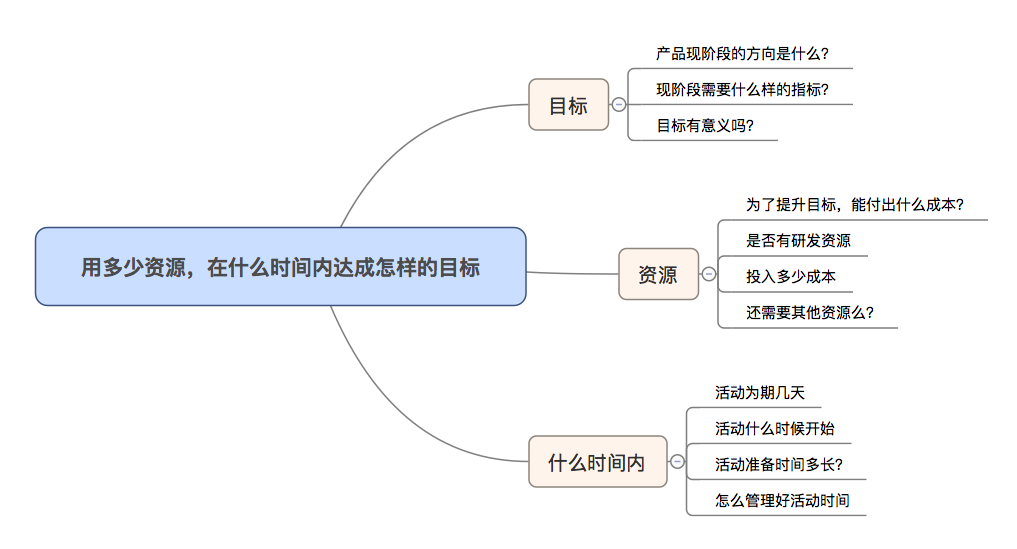 用多少资源，在什么时间内达成怎样的目标
目标
产品现阶段的方向是什么？
现阶段需要什么样的指标？
目标有意义吗？
资源
为了提升目标，能付出什么成本？
是否有研发资源
投入多少成本
还需要其他资源么？
什么时间内
活动为期几天
活动什么时候开始
活动准备时间多长？
怎么管理好活动时间